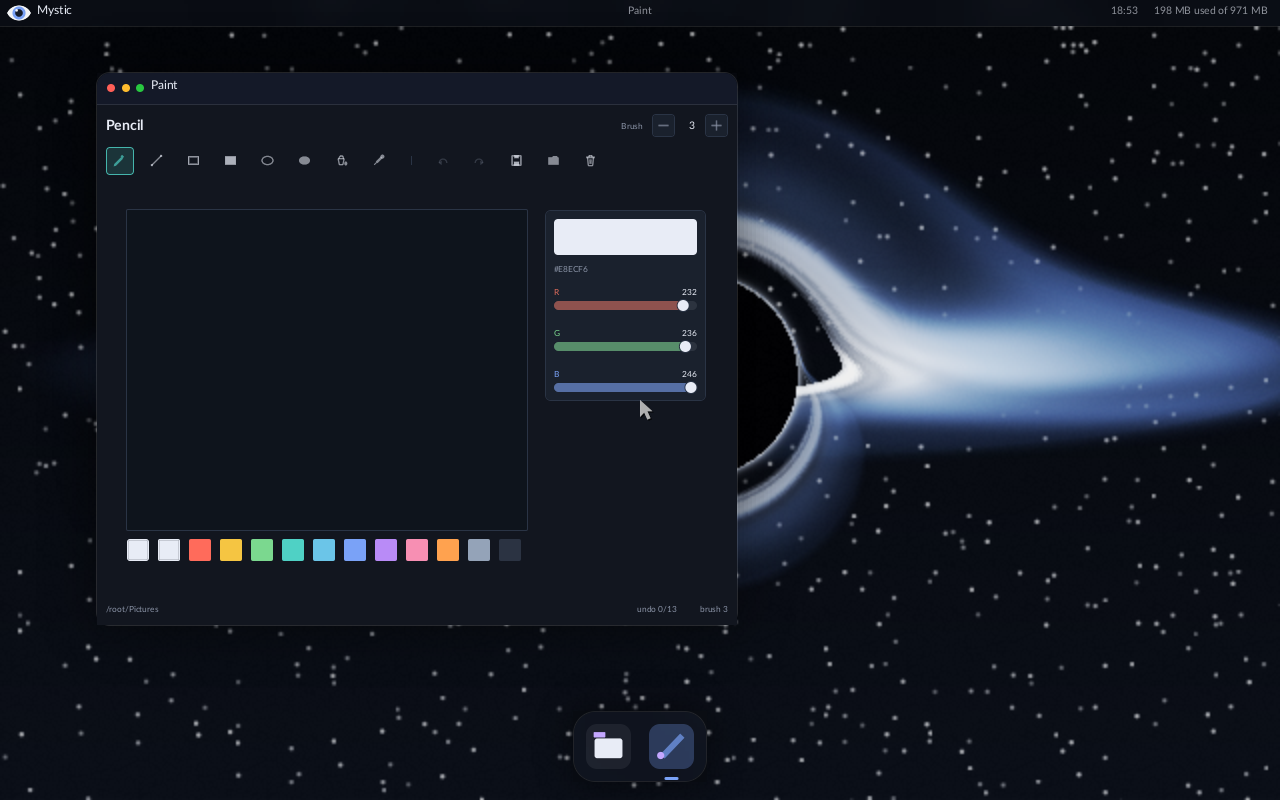 Mystic
Paint
18:53
198 MB used of 971 MB
Paint
Pencil
Brush
3
#E8ECF6
R
232
G
236
B
246
/root/Pictures
undo 0/13
brush 3